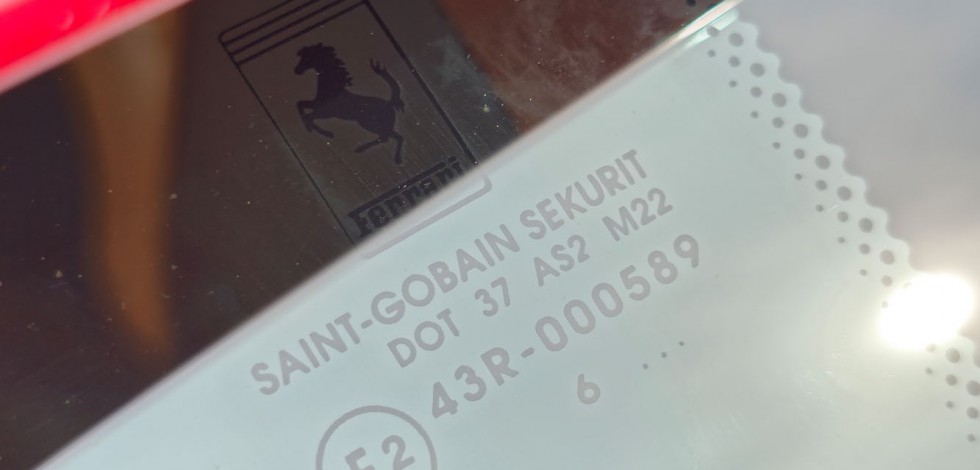 Ferrari
SAINT-GOBAIN SEKURIT
DOT 37 AS2 M22
43R-000589
6 ....
E2